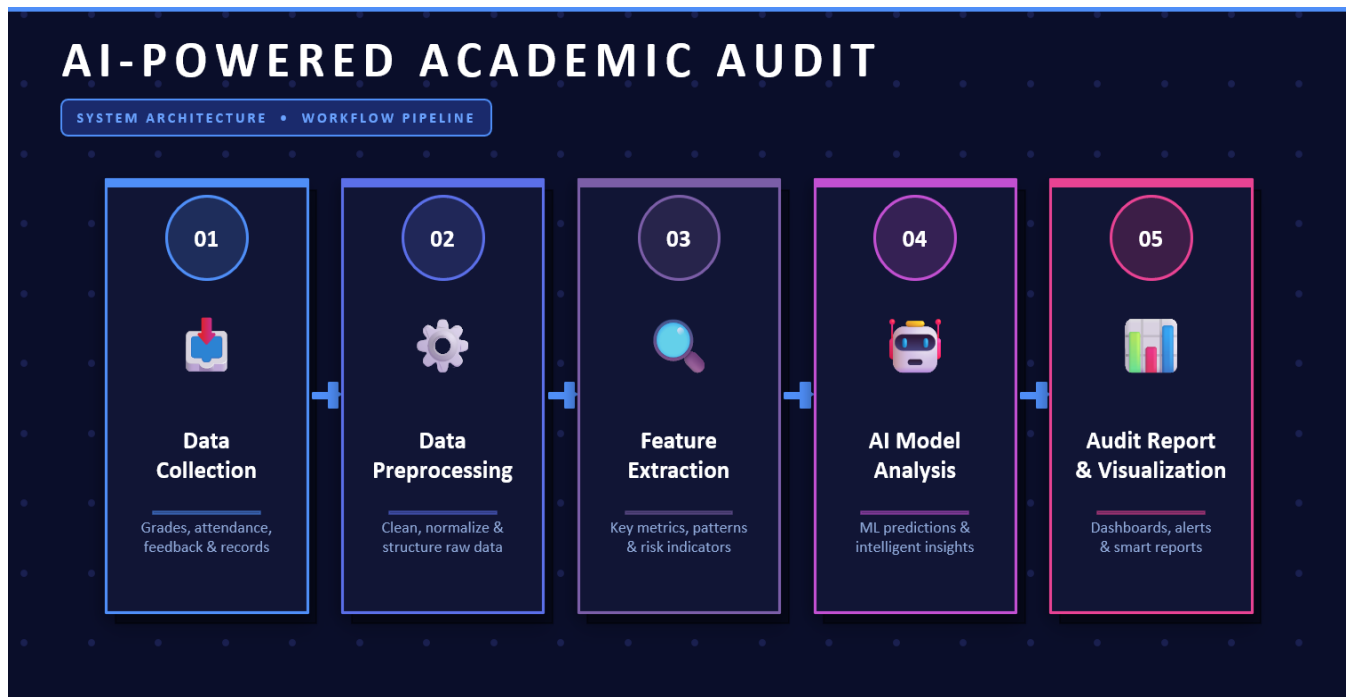 AI-POWERED ACADEMIC AUDIT
SYSTEM ARCHITECTURE • WORKFLOW PIPELINE
01
Data
Collection
Grades, attendance,
feedback & records
02
Data
Preprocessing
Clean, normalize &
structure raw data
03
Feature
Extraction
Key metrics, patterns
& risk indicators
04
AI Model
Analysis
ML predictions &
intelligent insights
05
Audit Report
& Visualization
Dashboards, alerts
& smart reports